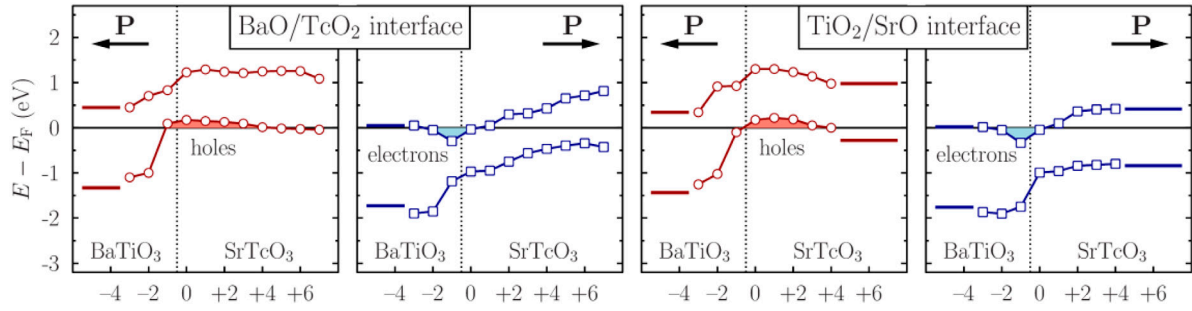 P BaO/TcO₂ interface P P TiO₂/SrO interface P
2
1
0
-1
-2
-3
E − E_F (eV)
holes electrons holes electrons
BaTiO₃ SrTcO₃ BaTiO₃ SrTcO₃ BaTiO₃ SrTcO₃ BaTiO₃ SrTcO₃
−4 −2 0 +2 +4 +6 −4 −2 0 +2 +4 +6 −4 −2 0 +2 +4 +6 −4 −2 0 +2 +4 +6